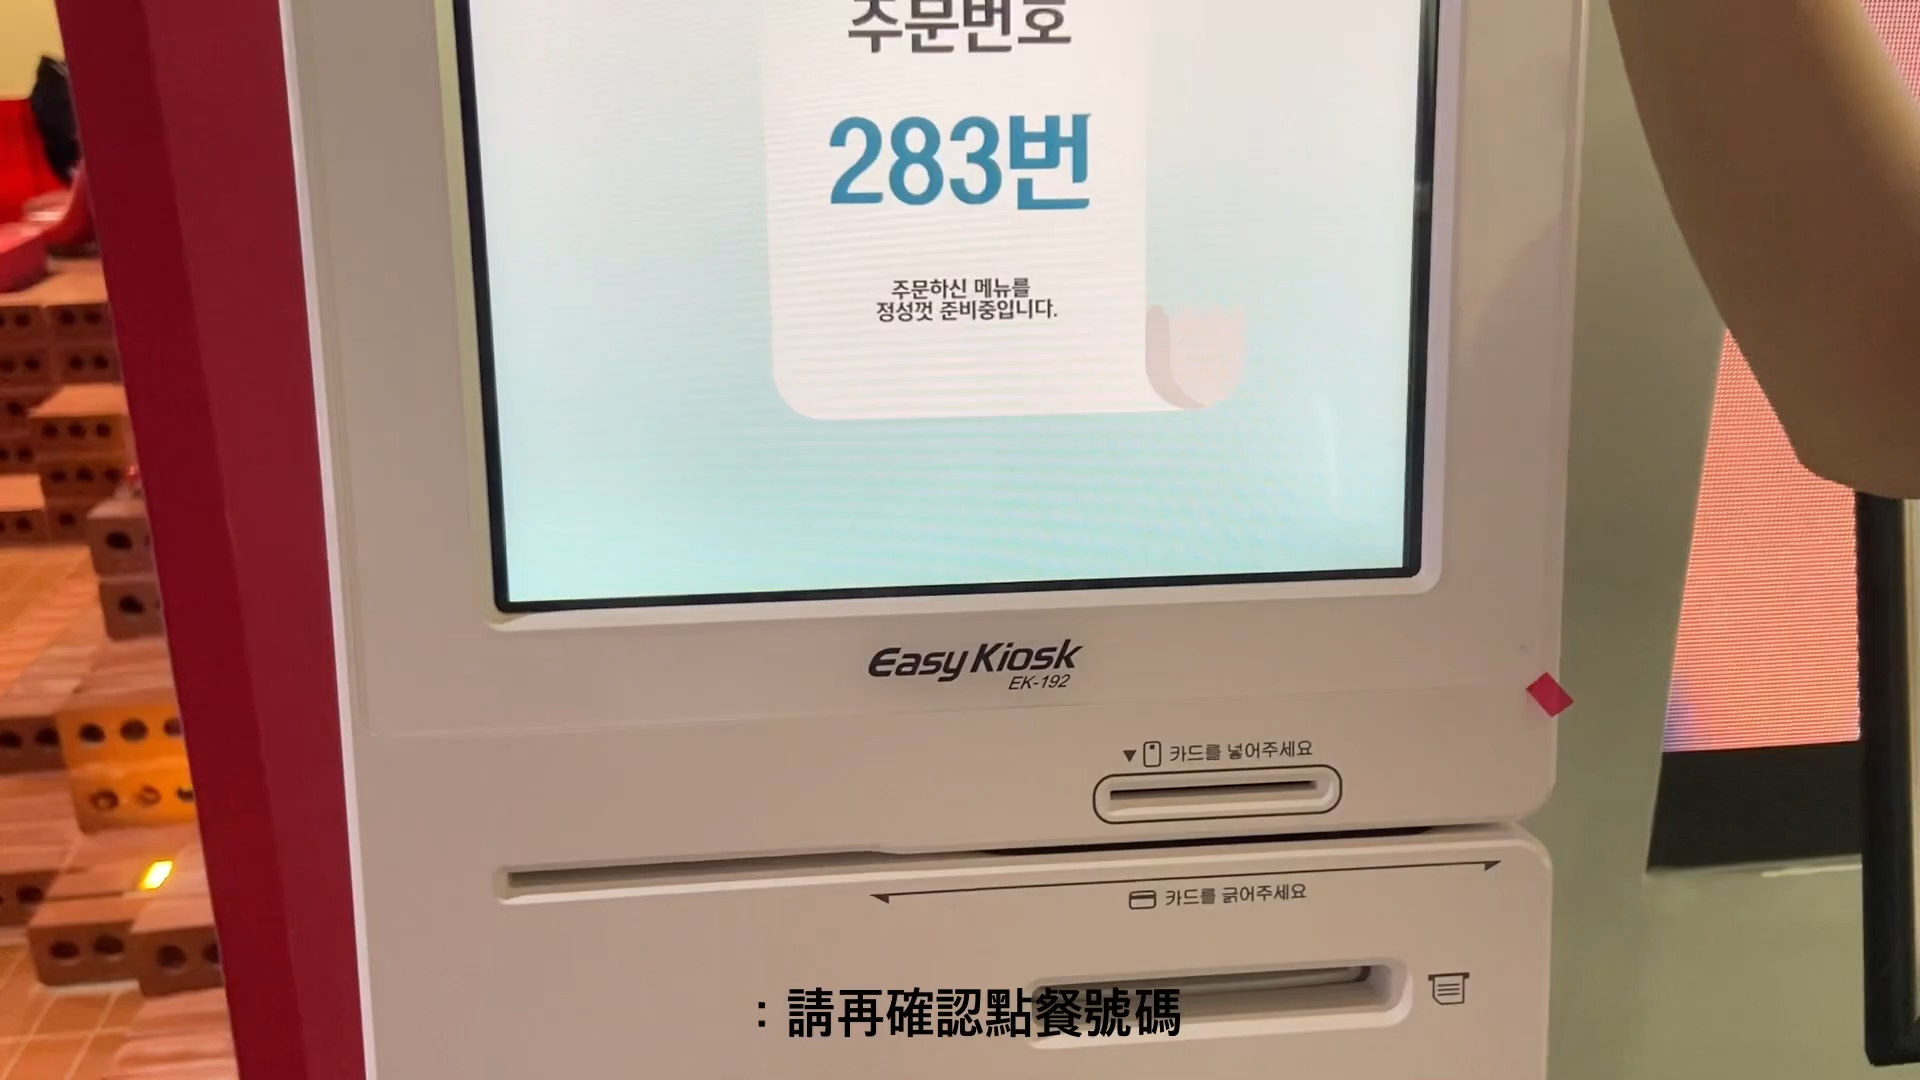 주문번호
283번
주문하신 메뉴를
정성껏 준비중입니다.
Easy Kiosk
EK-192
▼ 카드를 넣어주세요
카드를 긁어주세요
：請再確認點餐號碼